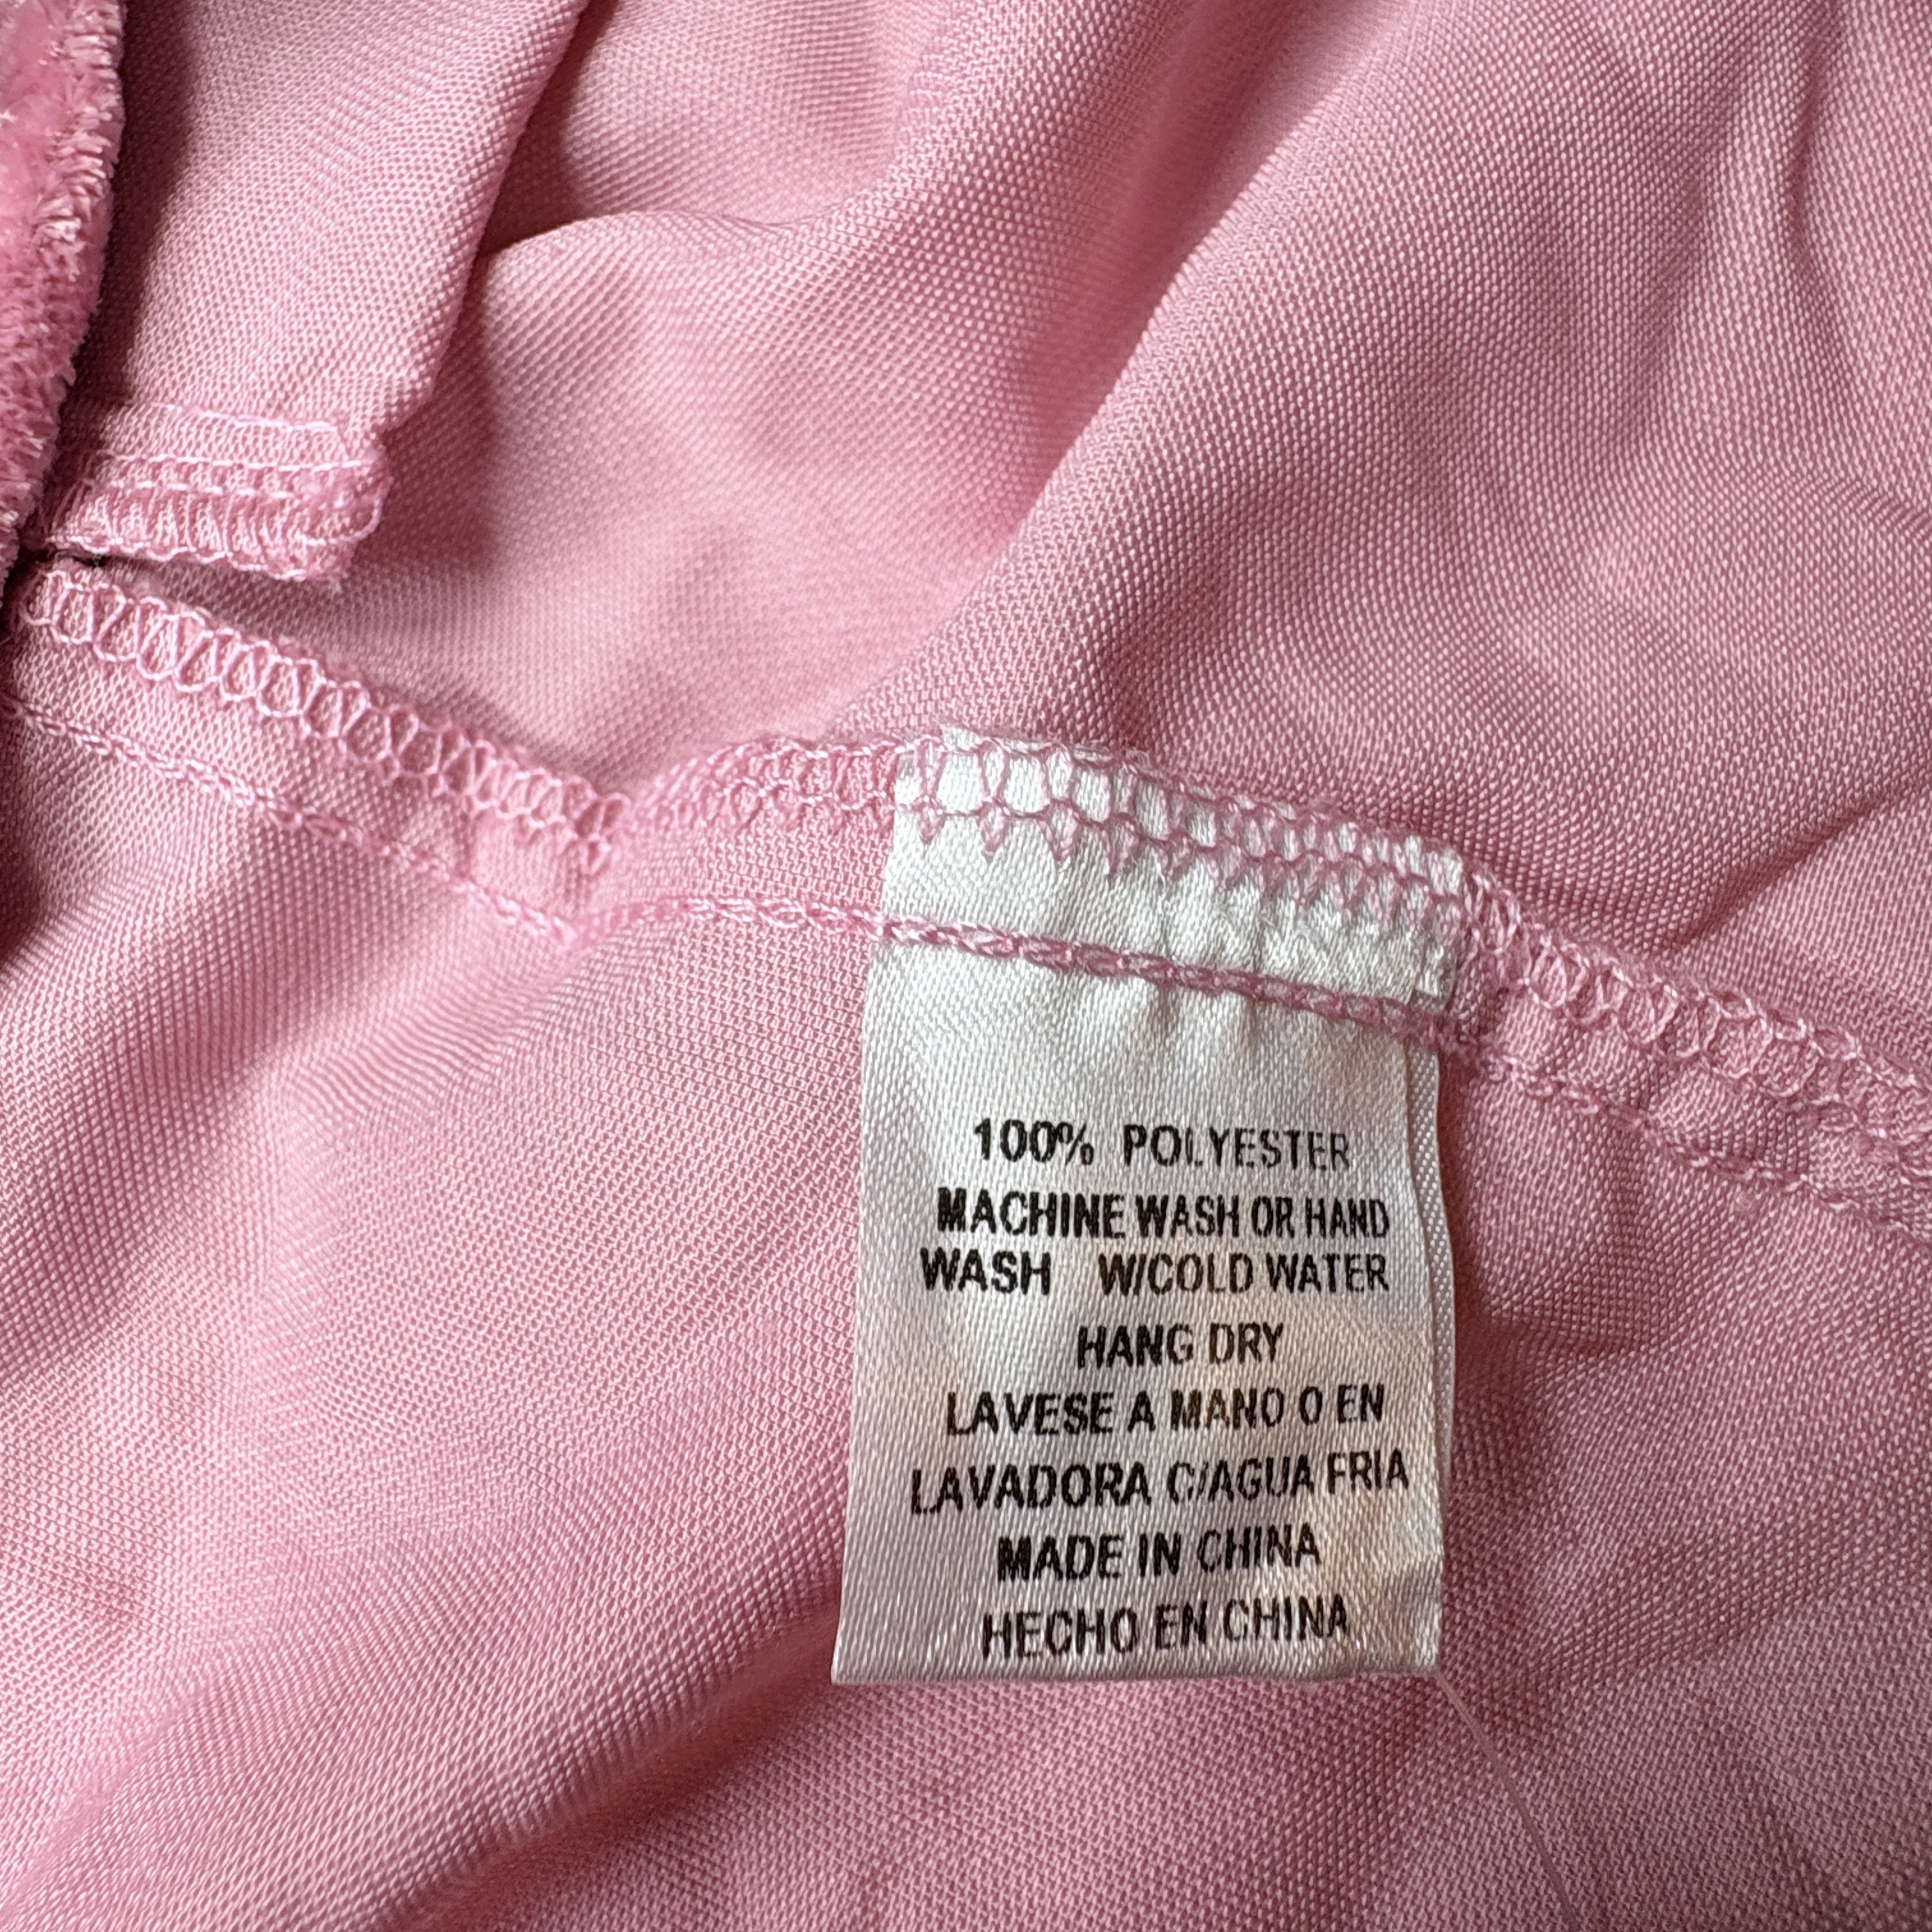 100% POLYESTER
MACHINE WASH OR HAND
WASH W/COLD WATER
HANG DRY
LAVESE A MANO O EN
LAVADORA C/AGUA FRIA
MADE IN CHINA
HECHO EN CHINA